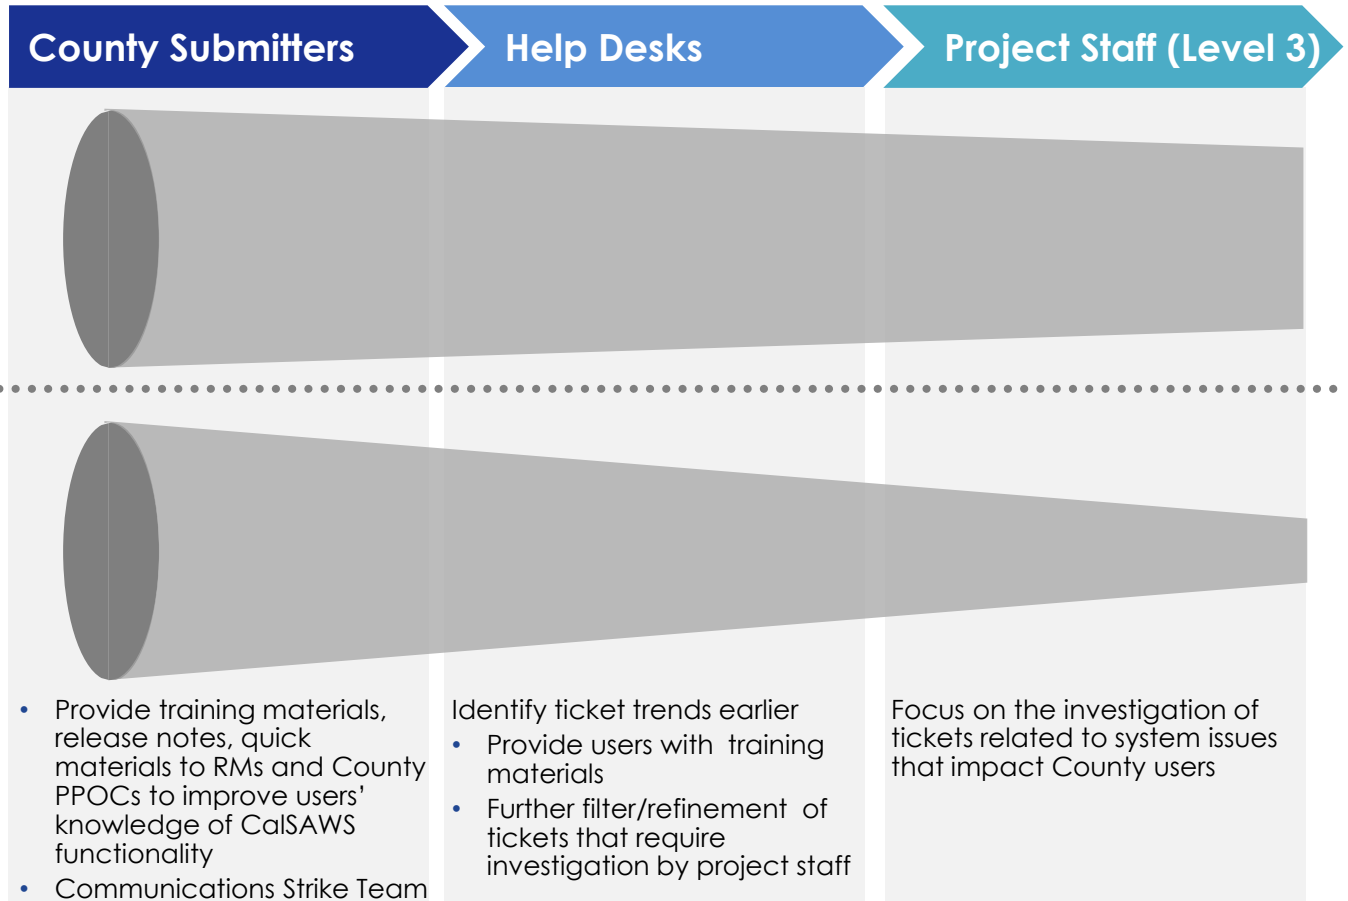 County Submitters
Help Desks
Project Staff (Level 3)
• Provide training materials,
release notes, quick
materials to RMs and County
PPOCs to improve users’
knowledge of CalSAWS
functionality
• Communications Strike Team
Identify ticket trends earlier
• Provide users with training
materials
• Further filter/refinement of
tickets that require
investigation by project staff
Focus on the investigation of
tickets related to system issues
that impact County users